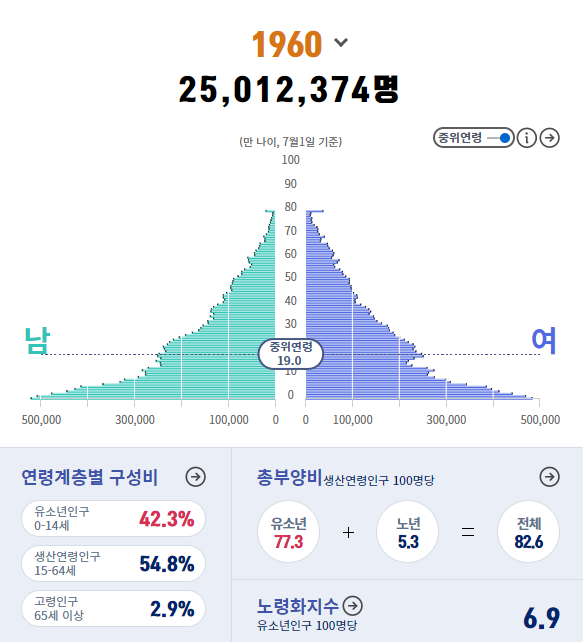 1960
25,012,374명
(만 나이, 7월1일 기준)
중위연령
100
90
80
70
60
50
40
30
10
0
남
여
중위연령
19.0
500,000 300,000 100,000 0 0 100,000 300,000 500,000
연령계층별 구성비
유소년인구
0-14세
42.3%
생산연령인구
15-64세
54.8%
고령인구
65세 이상
2.9%
총부양비 생산연령인구 100명당
유소년
77.3
+
노년
5.3
=
전체
82.6
노령화지수
유소년인구 100명당
6.9